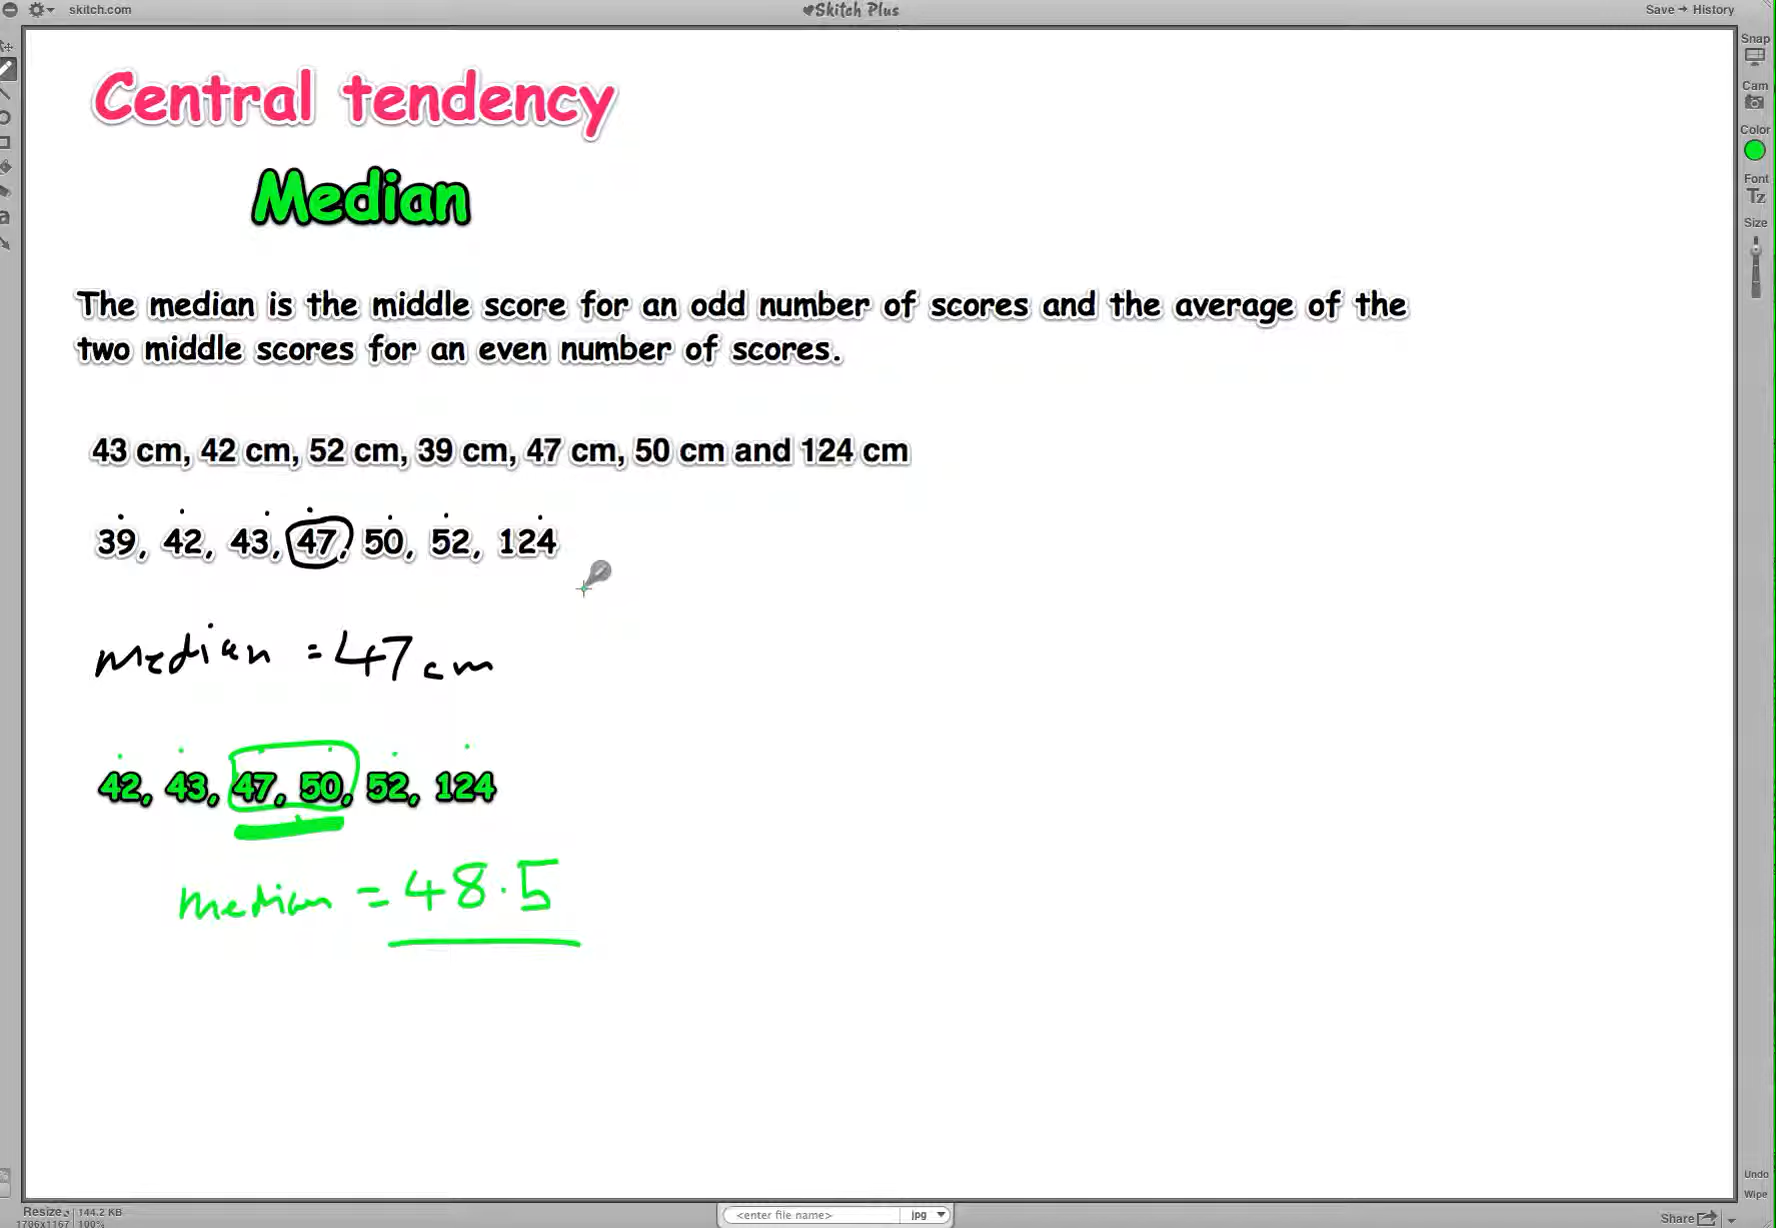 skitch.com
Skitch Plus
Save → History
Snap
Cam
Color
Font
Tz
Size
Central tendency
Median
The median is the middle score for an odd number of scores and the average of the
two middle scores for an even number of scores.
43 cm, 42 cm, 52 cm, 39 cm, 47 cm, 50 cm and 124 cm
39, 42, 43, 47, 50, 52, 124
median = 47 cm
42, 43, 47, 50, 52, 124
median = 48.5
Undo
Wipe
Resize 144.2 KB
1706x1167 100%
<enter file name> jpg
Share